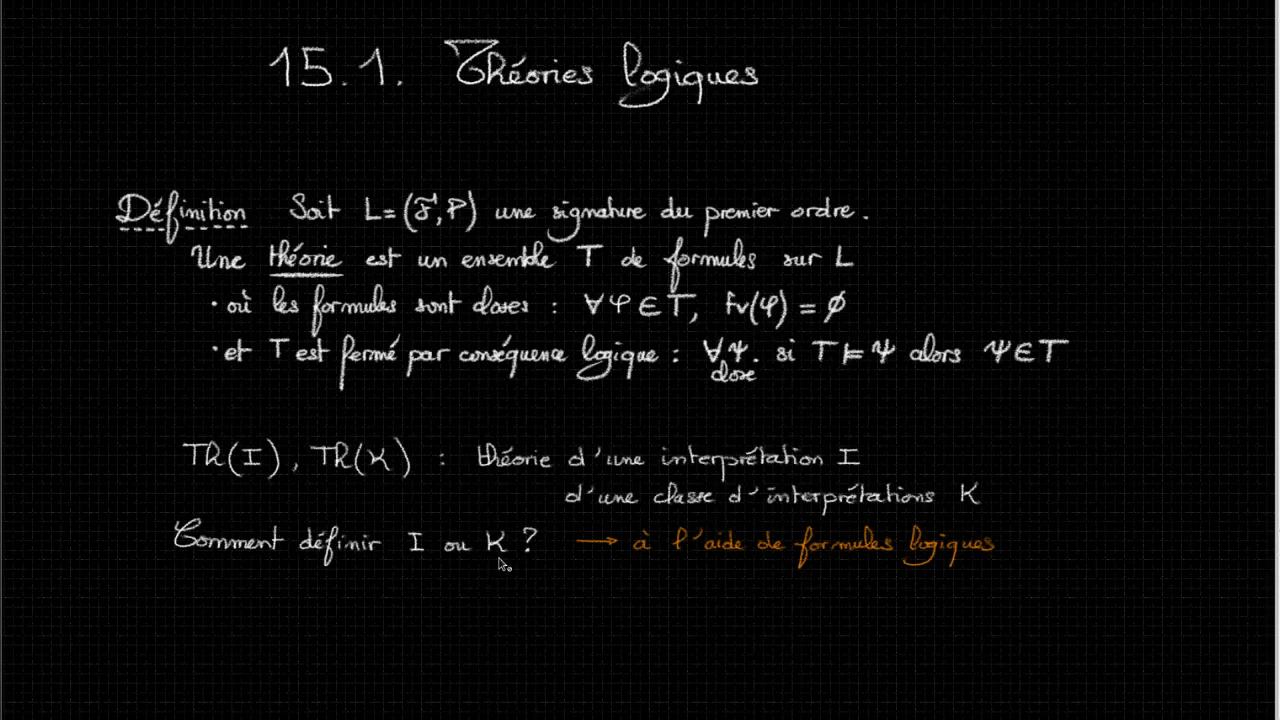 15.1. Théories logiques
Définition Soit L=(F,P) une signature du premier ordre.
Une théorie est un ensemble T de formules sur L
· où les formules sont closes : ∀φ∈T, fv(φ) = ∅
· et T est fermé par conséquence logique : ∀ψ. si T ⊨ ψ alors ψ∈T
close
Th(I), Th(K) : théorie d'une interprétation I
d'une classe d'interprétations K
Comment définir I ou K ? → à l'aide de formules logiques